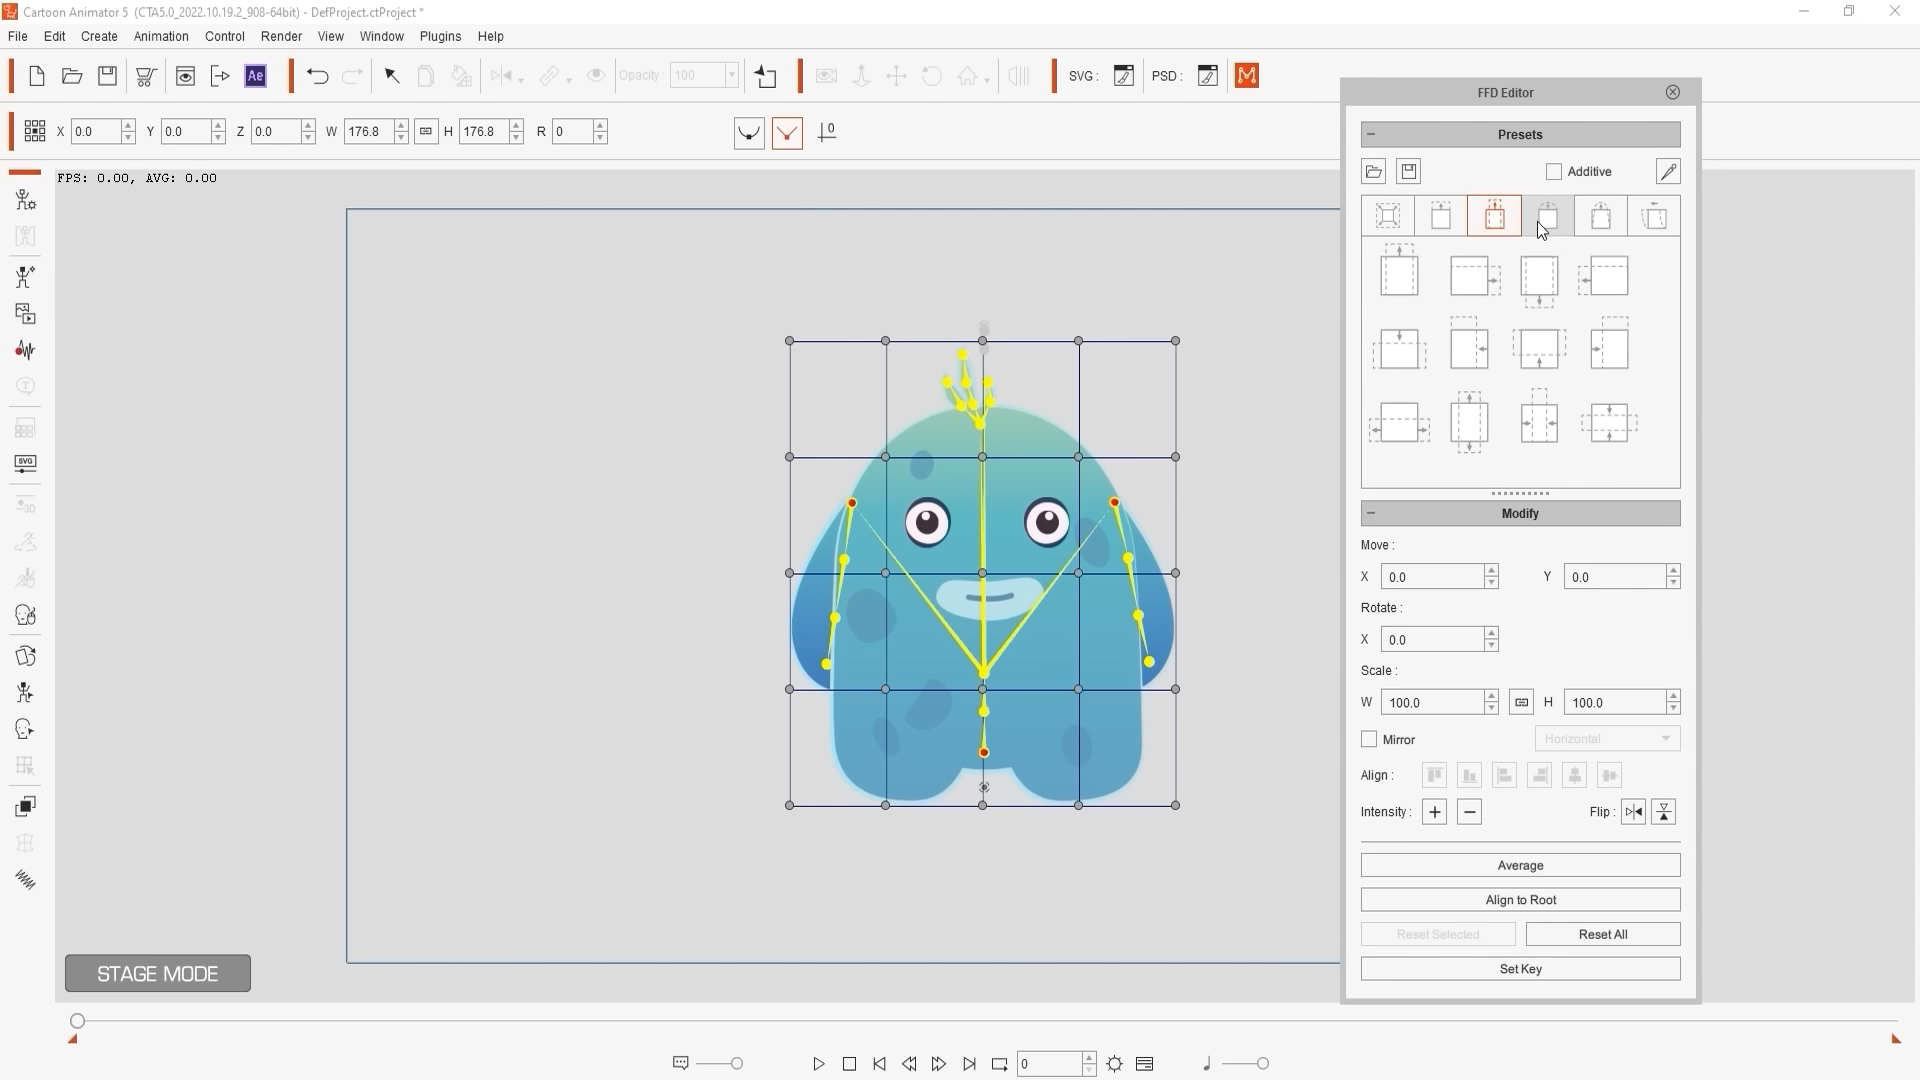 Cartoon Animator 5 (CTA5.0_2022.10.19.2_908-64bit) - DefProject.ctProject *
File Edit Create Animation Control Render View Window Plugins Help
Ae Opacity : 100 SVG : PSD :
X 0.0 Y 0.0 Z 0.0 W 176.8 H 176.8 R 0 0
FPS: 0.00, AVG: 0.00
SVG
3D
STAGE MODE
FFD Editor
Presets
Additive
Modify
Move :
X 0.0 Y 0.0
Rotate :
X 0.0
Scale :
W 100.0 H 100.0
Mirror Horizontal
Align :
Intensity : Flip :
Average
Align to Root
Reset Selected Reset All
Set Key
0